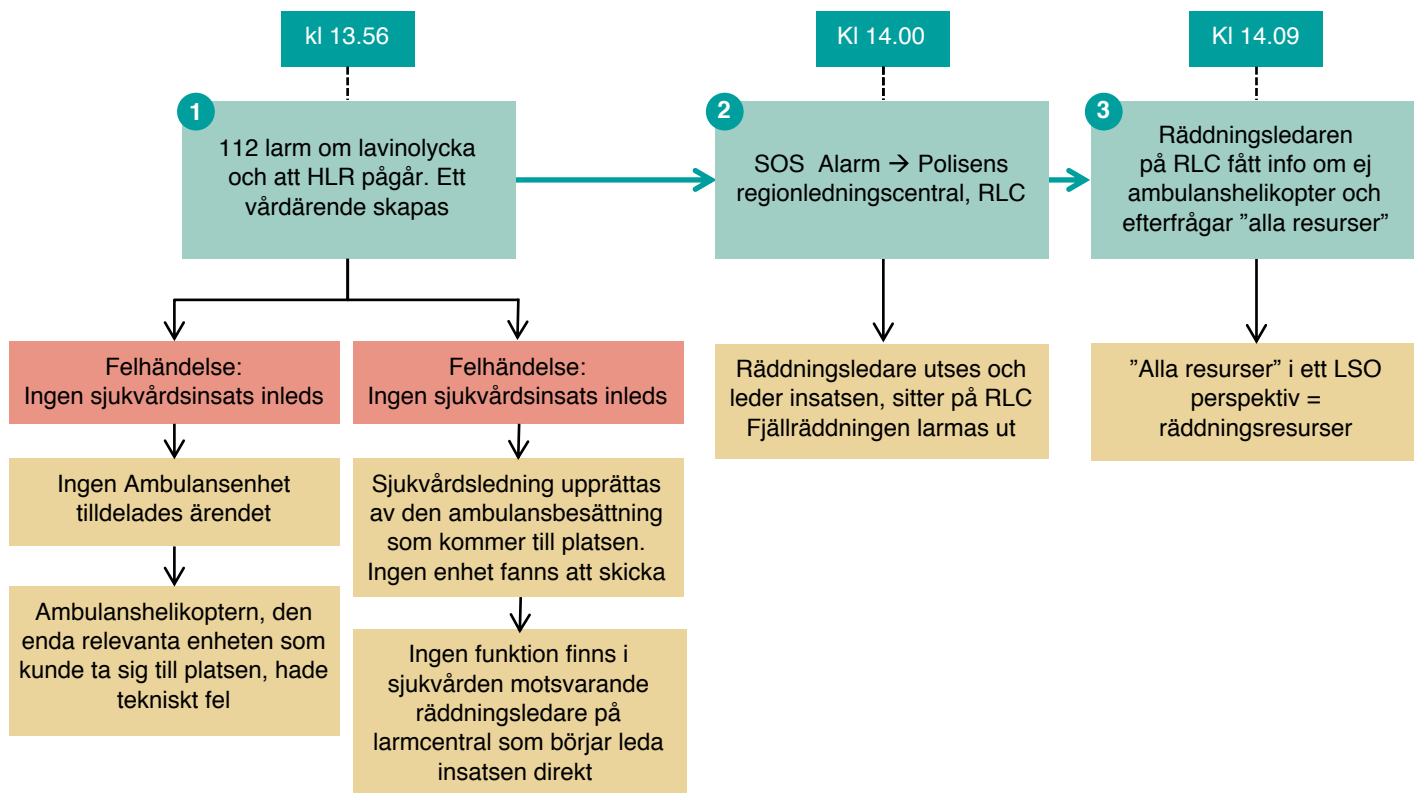 kl 13.56
Kl 14.00
Kl 14.09
1
112 larm om lavinolycka
och att HLR pågår. Ett
vårdärende skapas
2
SOS Alarm → Polisens
regionledningscentral, RLC
3
Räddningsledaren
på RLC fått info om ej
ambulanshelikopter och
efterfrågar ”alla resurser”
Felhändelse:
Ingen sjukvårdsinsats inleds
Felhändelse:
Ingen sjukvårdsinsats inleds
Räddningsledare utses och
leder insatsen, sitter på RLC
Fjällräddningen larmas ut
”Alla resurser” i ett LSO
perspektiv =
räddningsresurser
Ingen Ambulansenhet
tilldelades ärendet
Sjukvårdsledning upprättas
av den ambulansbesättning
som kommer till platsen.
Ingen enhet fanns att skicka
Ambulanshelikoptern, den
enda relevanta enheten som
kunde ta sig till platsen, hade
tekniskt fel
Ingen funktion finns i
sjukvården motsvarande
räddningsledare på
larmcentral som börjar leda
insatsen direkt